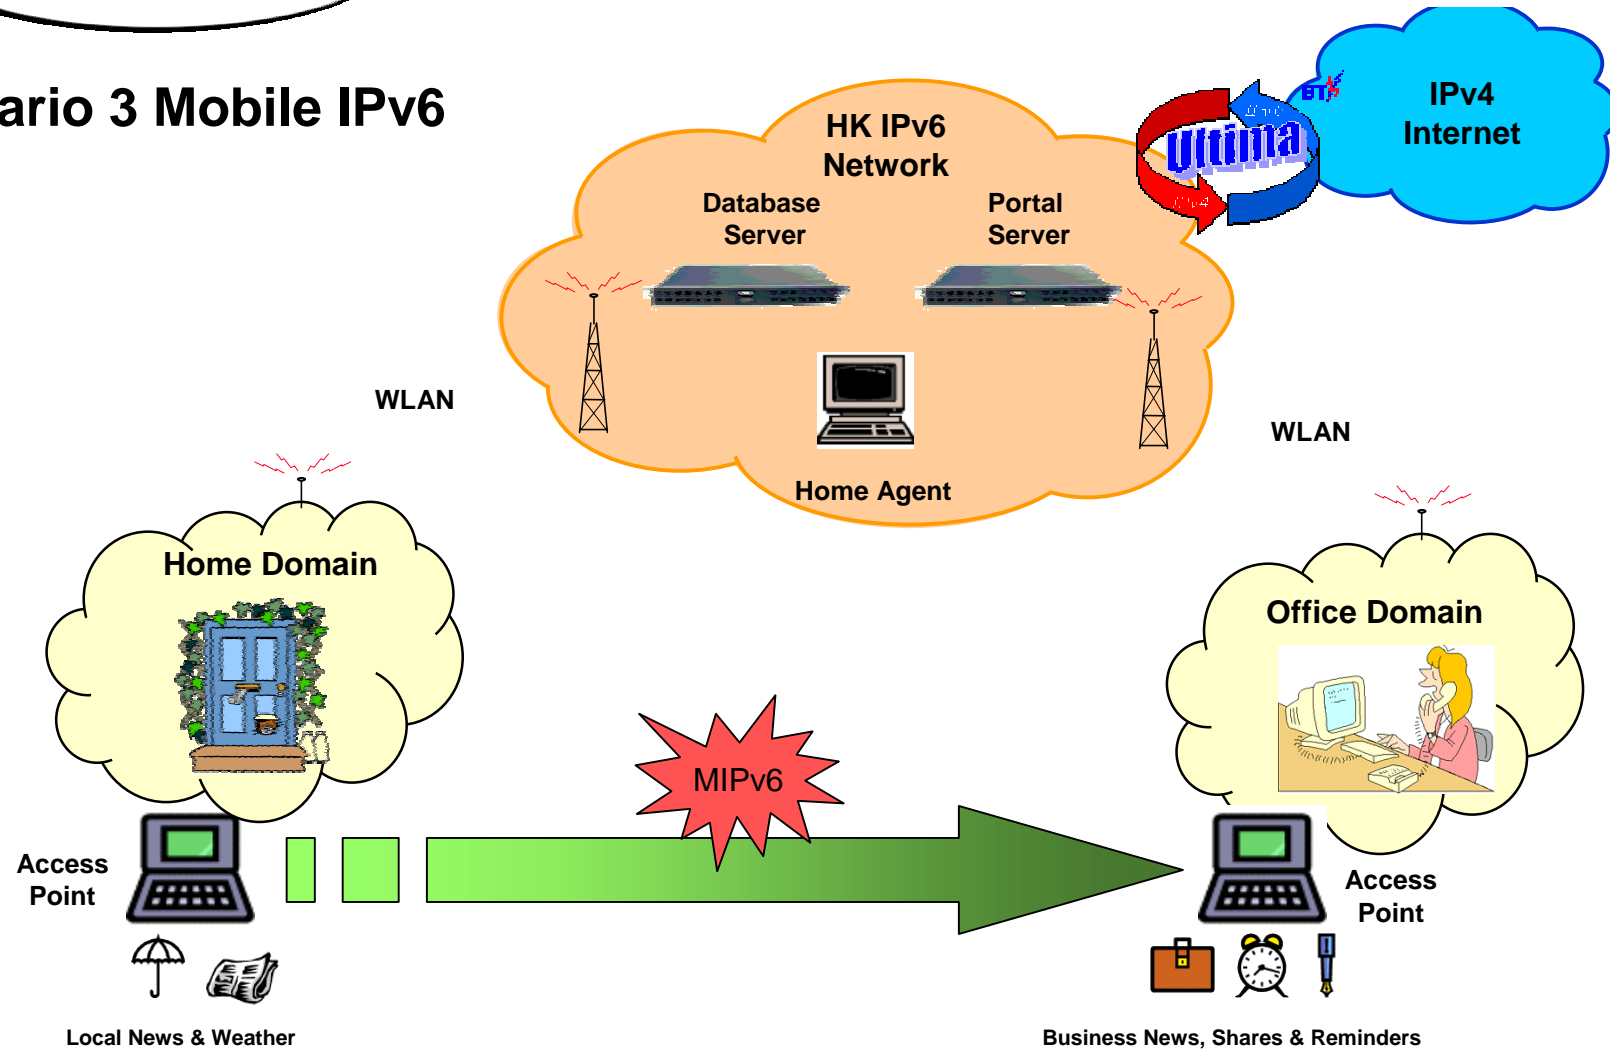 ario 3 Mobile IPv6
HK IPv6
Network
Database
Server
Portal
Server
Ultima
BT
IPv4
Internet
WLAN
WLAN
Home Agent
Home Domain
Office Domain
MIPv6
Access
Point
Access
Point
Local News & Weather
Business News, Shares & Reminders